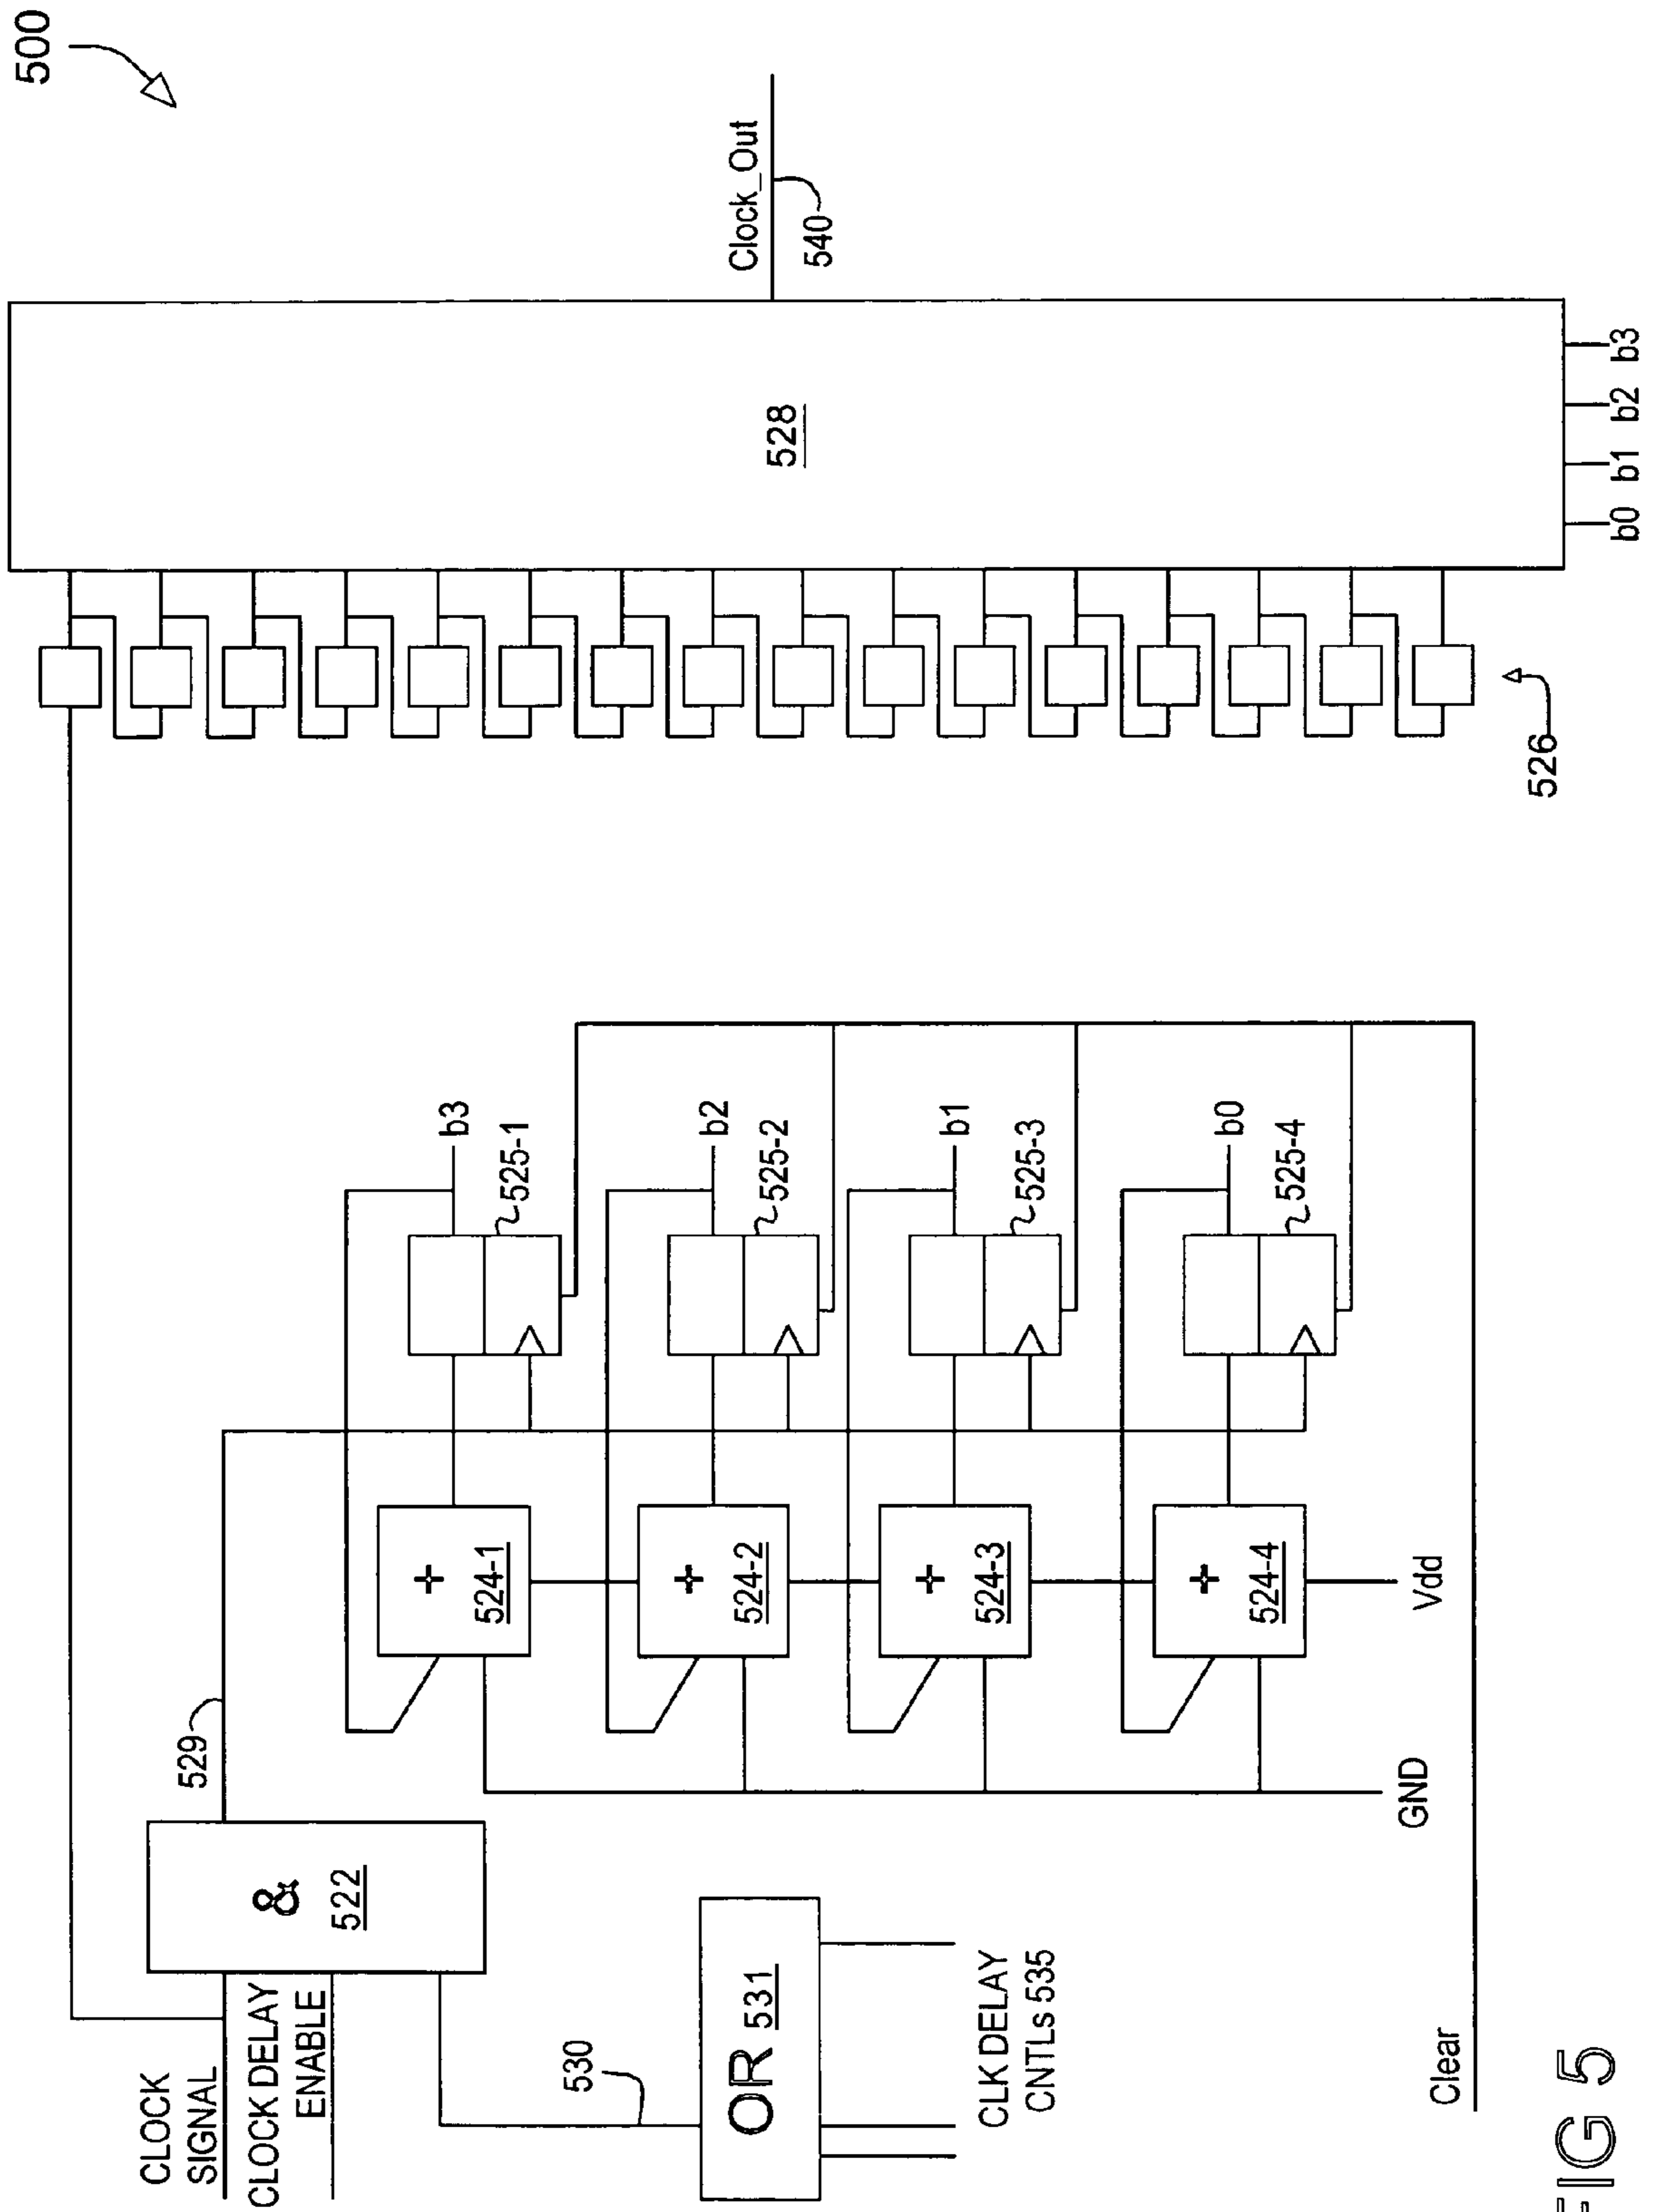 500
CLOCK
SIGNAL
CLOCK DELAY
ENABLE
&
522
529
530
OR 531
CLK DELAY
CNTLs 535
+
524-1
+
524-2
+
524-3
+
524-4
GND
Vdd
Clear
b3
525-1
b2
525-2
b1
525-3
b0
525-4
526
528
b0 b1 b2 b3
Clock_Out
540
FIG 5